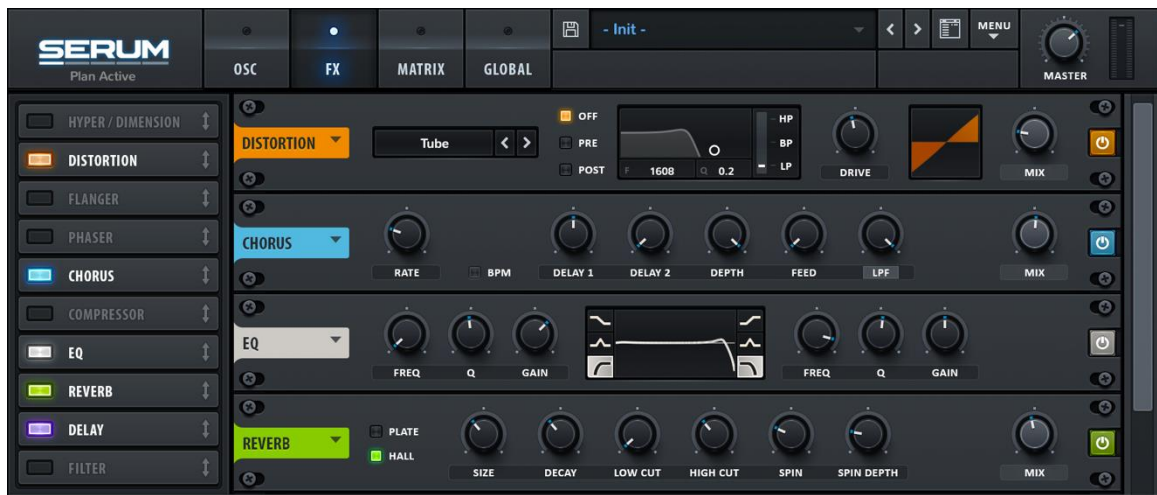 SERUM
Plan Active
OSC
FX
MATRIX
GLOBAL
- Init -
MENU
MASTER
HYPER / DIMENSION
DISTORTION
FLANGER
PHASER
CHORUS
COMPRESSOR
EQ
REVERB
DELAY
FILTER
DISTORTION
Tube
OFF
PRE
POST
F 1608 Q 0.2
HP
BP
LP
DRIVE
MIX
CHORUS
RATE
BPM
DELAY 1
DELAY 2
DEPTH
FEED
LPF
MIX
EQ
FREQ
Q
GAIN
FREQ
Q
GAIN
REVERB
PLATE
HALL
SIZE
DECAY
LOW CUT
HIGH CUT
SPIN
SPIN DEPTH
MIX